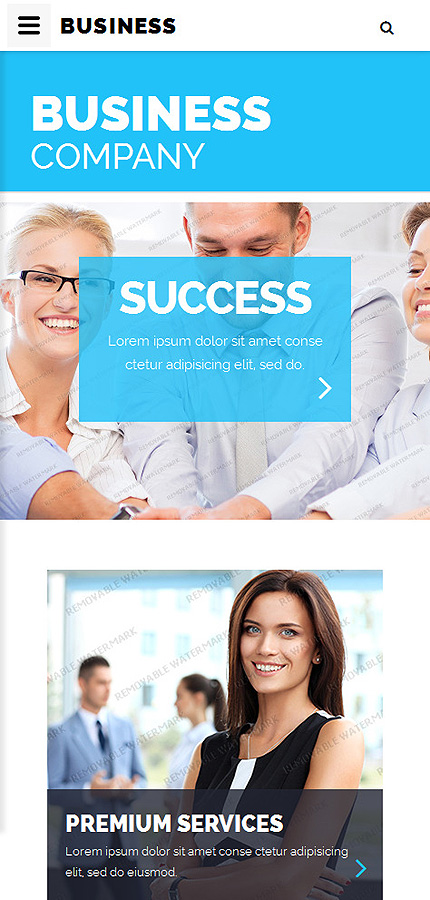 BUSINESS
BUSINESS
COMPANY
SUCCESS
Lorem ipsum dolor sit amet conse
ctetur adipisicing elit, sed do.
REMOVABLE WATERMARK
PREMIUM SERVICES
Lorem ipsum dolor sit amet conse ctetur adipisicing
elit, sed do eiusmod.